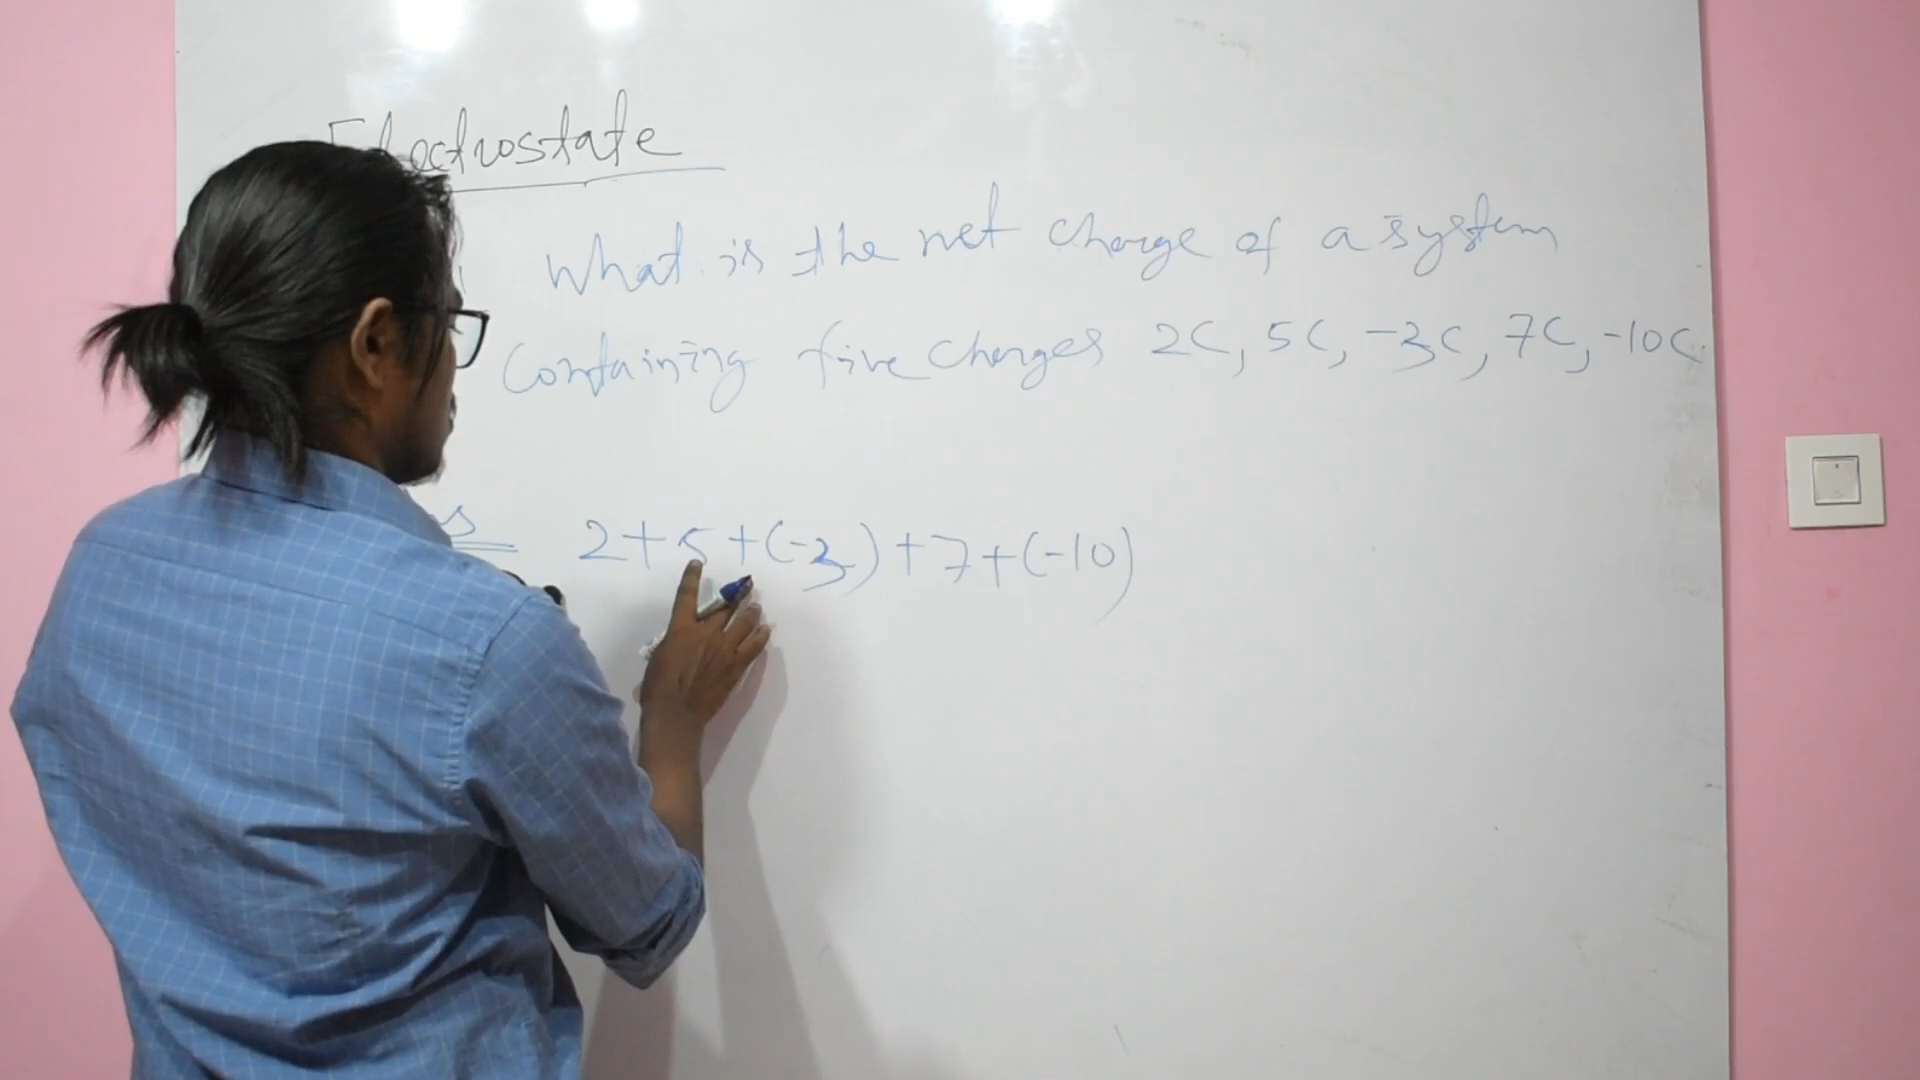 Electrostate
What is the net charge of a system
Containing five charges 2C, 5C, -3C, 7C, -10C
2+5+(-3)+7+(-10)